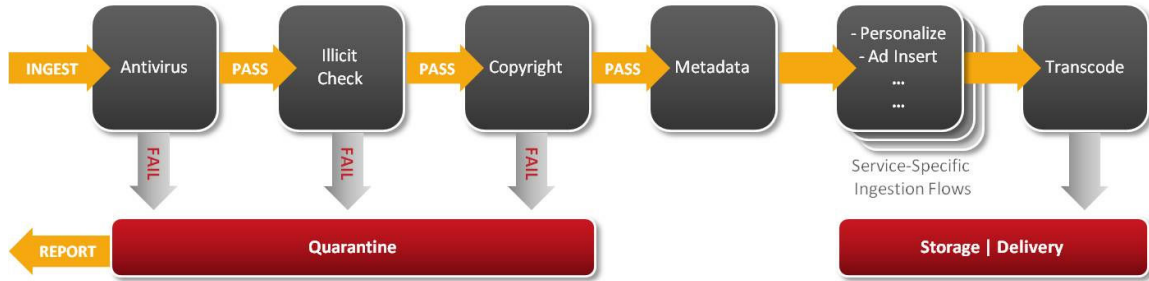 INGEST
Antivirus
PASS
Illicit
Check
PASS
Copyright
PASS
Metadata
- Personalize
- Ad Insert
...
...
Transcode
FAIL
FAIL
FAIL
Service-Specific
Ingestion Flows
REPORT
Quarantine
Storage | Delivery